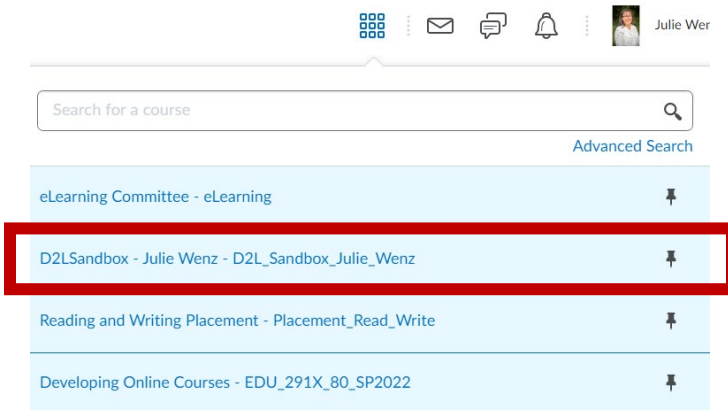 Julie Wer
Search for a course
Advanced Search
eLearning Committee - eLearning
D2LSandbox - Julie Wenz - D2L_Sandbox_Julie_Wenz
Reading and Writing Placement - Placement_Read_Write
Developing Online Courses - EDU_291X_80_SP2022